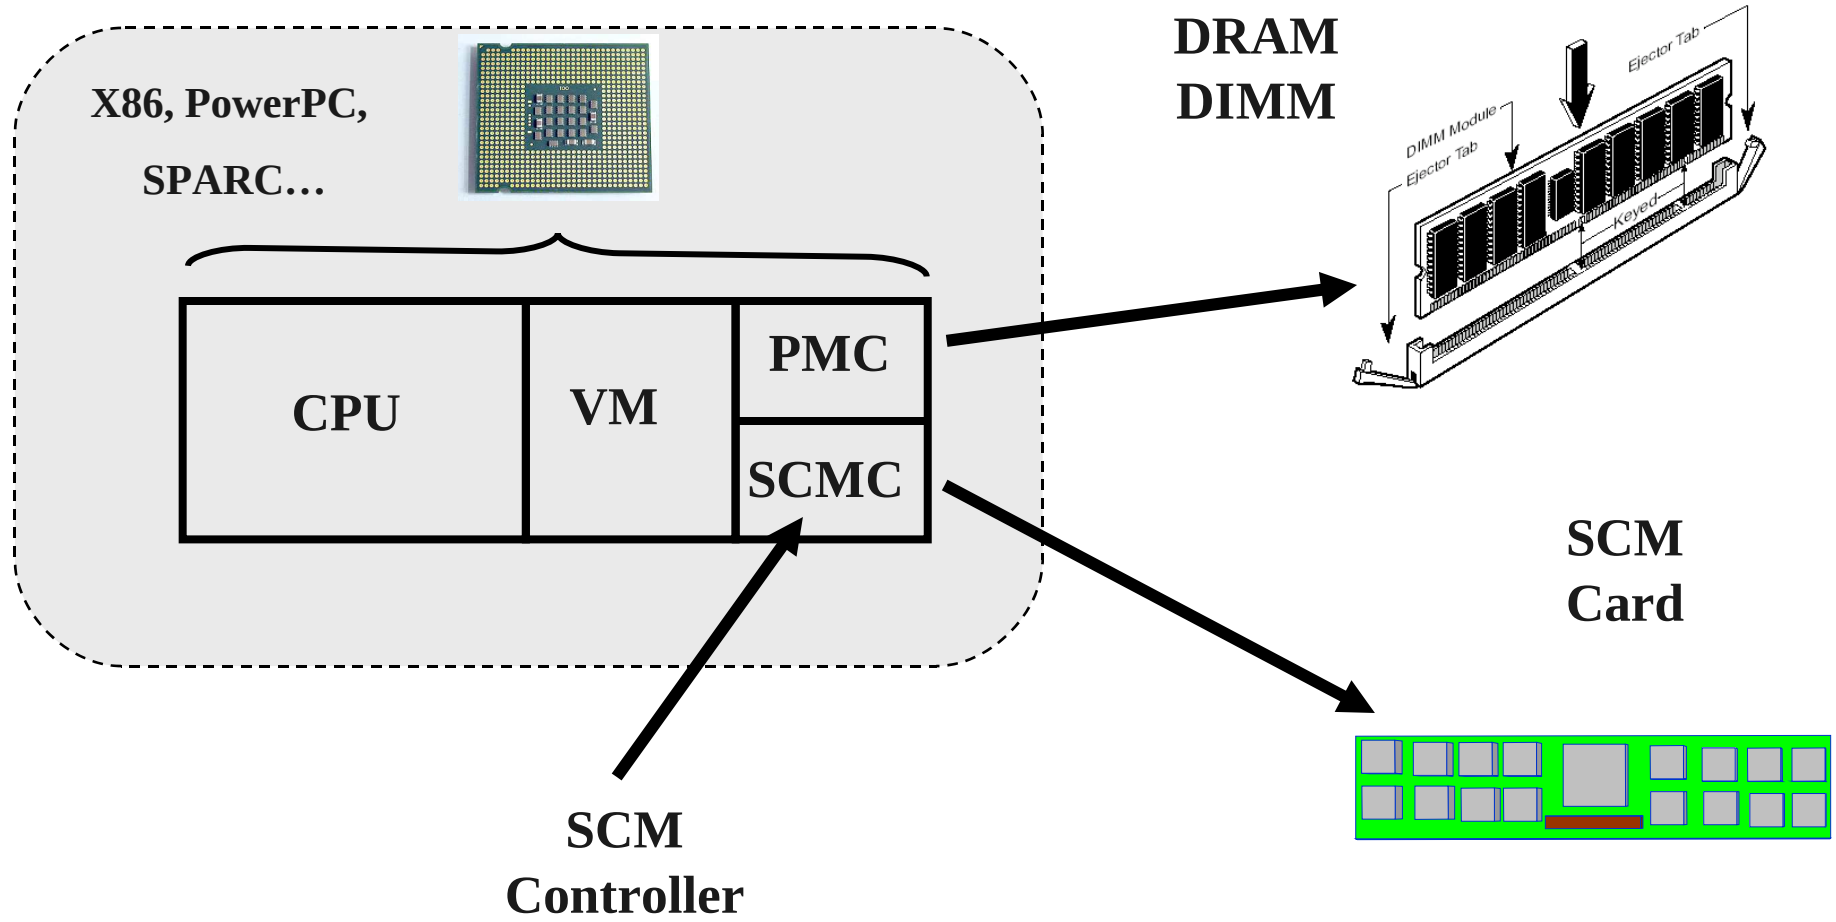 X86, PowerPC,
SPARC…
CPU
VM
PMC
SCMC
SCM
Controller
DRAM
DIMM
Ejector Tab
DIMM Module
Ejector Tab
Keyed
SCM
Card